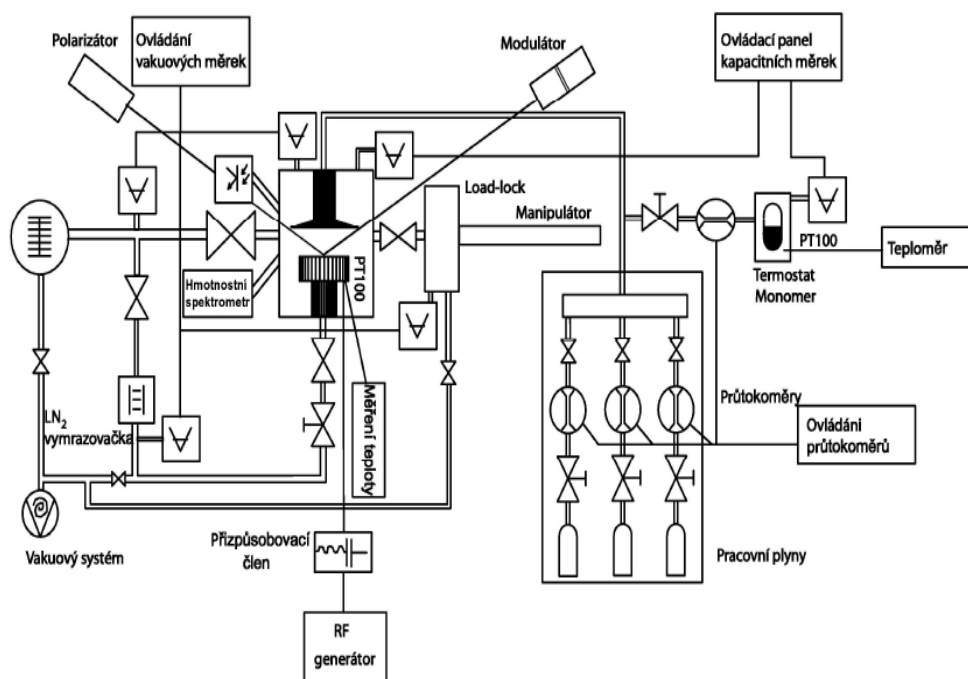 Polarizátor
Ovládání
vakuových měrek
Modulátor
Ovládací panel
kapacitních měrek
Load-lock
Manipulátor
PT100
Teploměr
Termostat
Monomer
Hmotnostní
spektrometr
PT100
Měření teploty
LN2
vymrazovačka
Průtokoměry
Ovládáni
průtokoměrů
Vakuový systém
Přizpůsobovací
člen
Pracovní plyny
RF
generátor